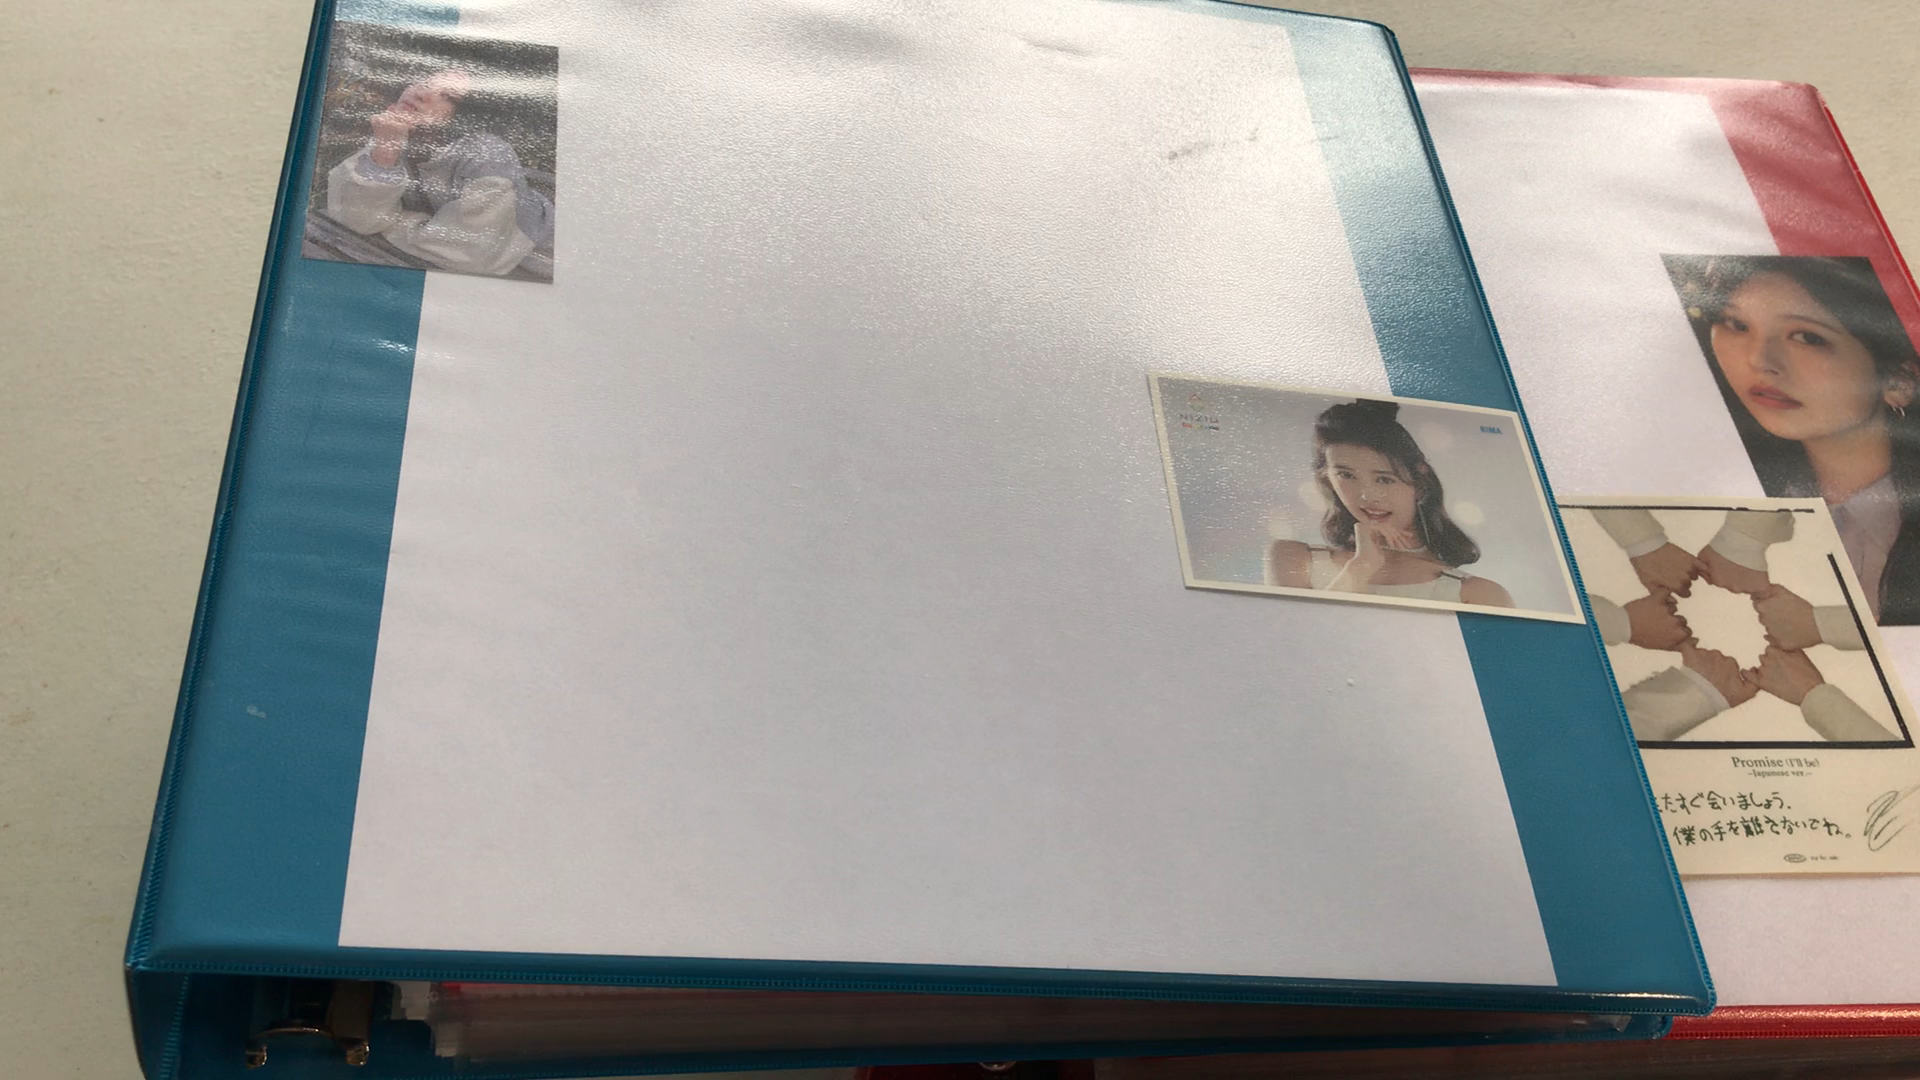 NIZIU
RIMA
Promise (I'll be)
-Japanese ver.-
たすぐ会いましょう.
僕の手を離さないでね。